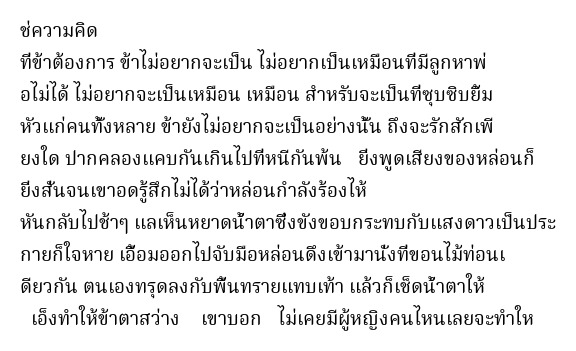 ช่ความคิด
ที่ข้าต้องการ ข้าไม่อยากจะเป็น ไม่อยากเป็นเหมือนที่มีลูกหาพ่
อไม่ได้ ไม่อยากจะเป็นเหมือน เหมือน สำหรับจะเป็นที่ซุบซิบยิ้ม
หัวแก่คนทั้งหลาย ข้ายังไม่อยากจะเป็นอย่างนั้น ถึงจะรักสักเพี
ยงใด ปากคลองแคบกันเกินไปที่หนีกันพ้น ยิ่งพูดเสียงของหล่อนก็
ยิ่งสั่นจนเขาอดรู้สึกไม่ได้ว่าหล่อนกำลังร้องไห้
หันกลับไปช้าๆ แลเห็นหยาดน้ำตาซึ่งขังขอบกระทบกับแสงดาวเป็นประ
กายก็ใจหาย เอื้อมออกไปจับมือหล่อนดึงเข้ามานั่งที่ขอนไม้ท่อนเ
ดียวกัน ตนเองทรุดลงกับพื้นทรายแทบเท้า แล้วก็เช็ดน้ำตาให้
เอ็งทำให้ข้าตาสว่าง เขาบอก ไม่เคยมีผู้หญิงคนไหนเลยจะทำให